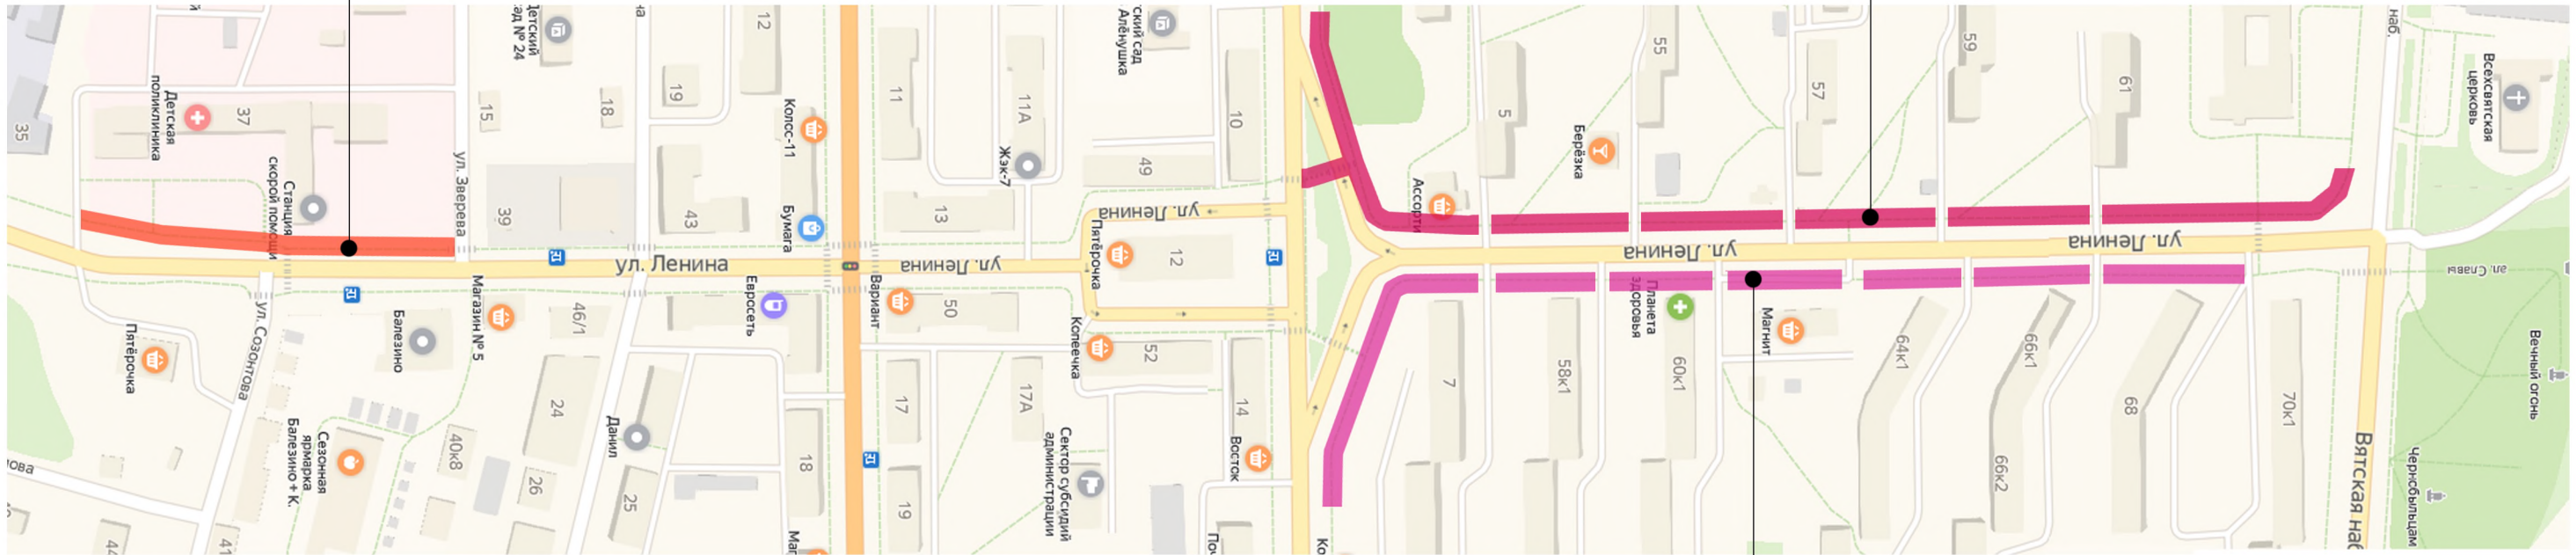 35
Детская
поликлиника
37
Станция
скорой помощи
ул. Зверева
15
Детский
сад № 24
18
19
12
39
43
Колос-11
Бумага
ул. Ленина
Магазин № 5
46/1
Евросеть
ул. Созонтова
Пятёрочка
Балезино
24
40к8
26
25
Данил
18
Сезонная
ярмарка
Балезино + К.
44
41
11
11А
Жэк-7
13
ул. Ленина
Вариант
50
17
17А
19
Сектор субсидий
администрации
Копеечка
52
14
Восток
Пятёрочка
12
ул. Ленина
49
10
Алёнушка
Ассорти
5
Берёзка
55
57
59
61
ул. Ленина
ул. Ленина
Планета
здоровья
Магнит
7
58к1
60к1
64к1
66к1
66к2
68
70к1
наб.
Всехсвятская
церковь
ал. Славы
Вечный огонь
Чернобыльцам
Вятская наб